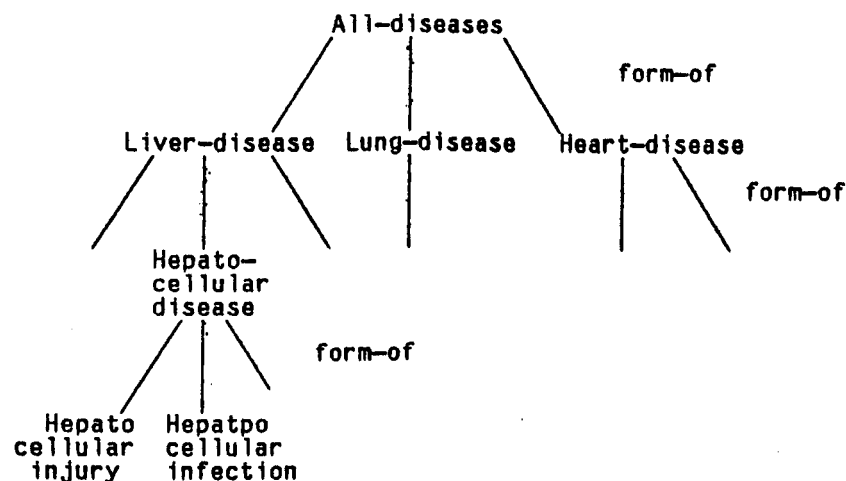 All-diseases
form-of
Liver-disease Lung-disease Heart-disease
form-of
Hepato-
cellular
disease
form-of
Hepato
cellular
injury
Hepatpo
cellular
infection